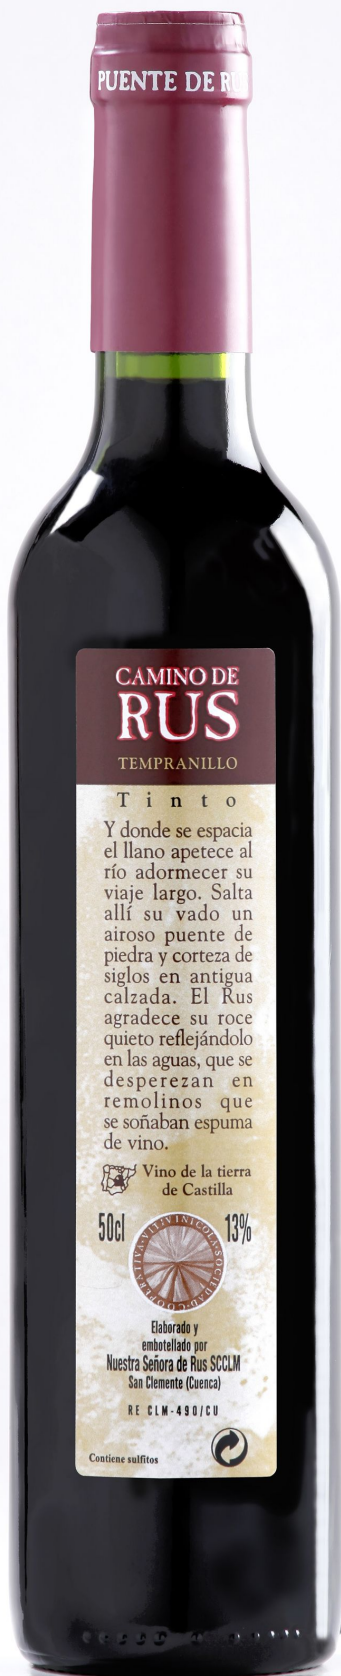 PUENTE DE RUS
CAMINO DE
RUS
TEMPRANILLO
Tinto
Y donde se espacia
el llano apetece al
río adormecer su
viaje largo. Salta
allí su vado un
airoso puente de
piedra y corteza de
siglos en antigua
calzada. El Rus
agradece su roce
quieto reflejándolo
en las aguas, que se
desperezan en
remolinos que
se soñaban espuma
de vino.
Vino de la tierra
de Castilla
50cl 13%
SOCIEDAD·COOPERATIVA·VITIVINICOLA·
Elaborado y
embotellado por
Nuestra Señora de Rus SCCLM
San Clemente (Cuenca)
RE CLM-490/CU
Contiene sulfitos